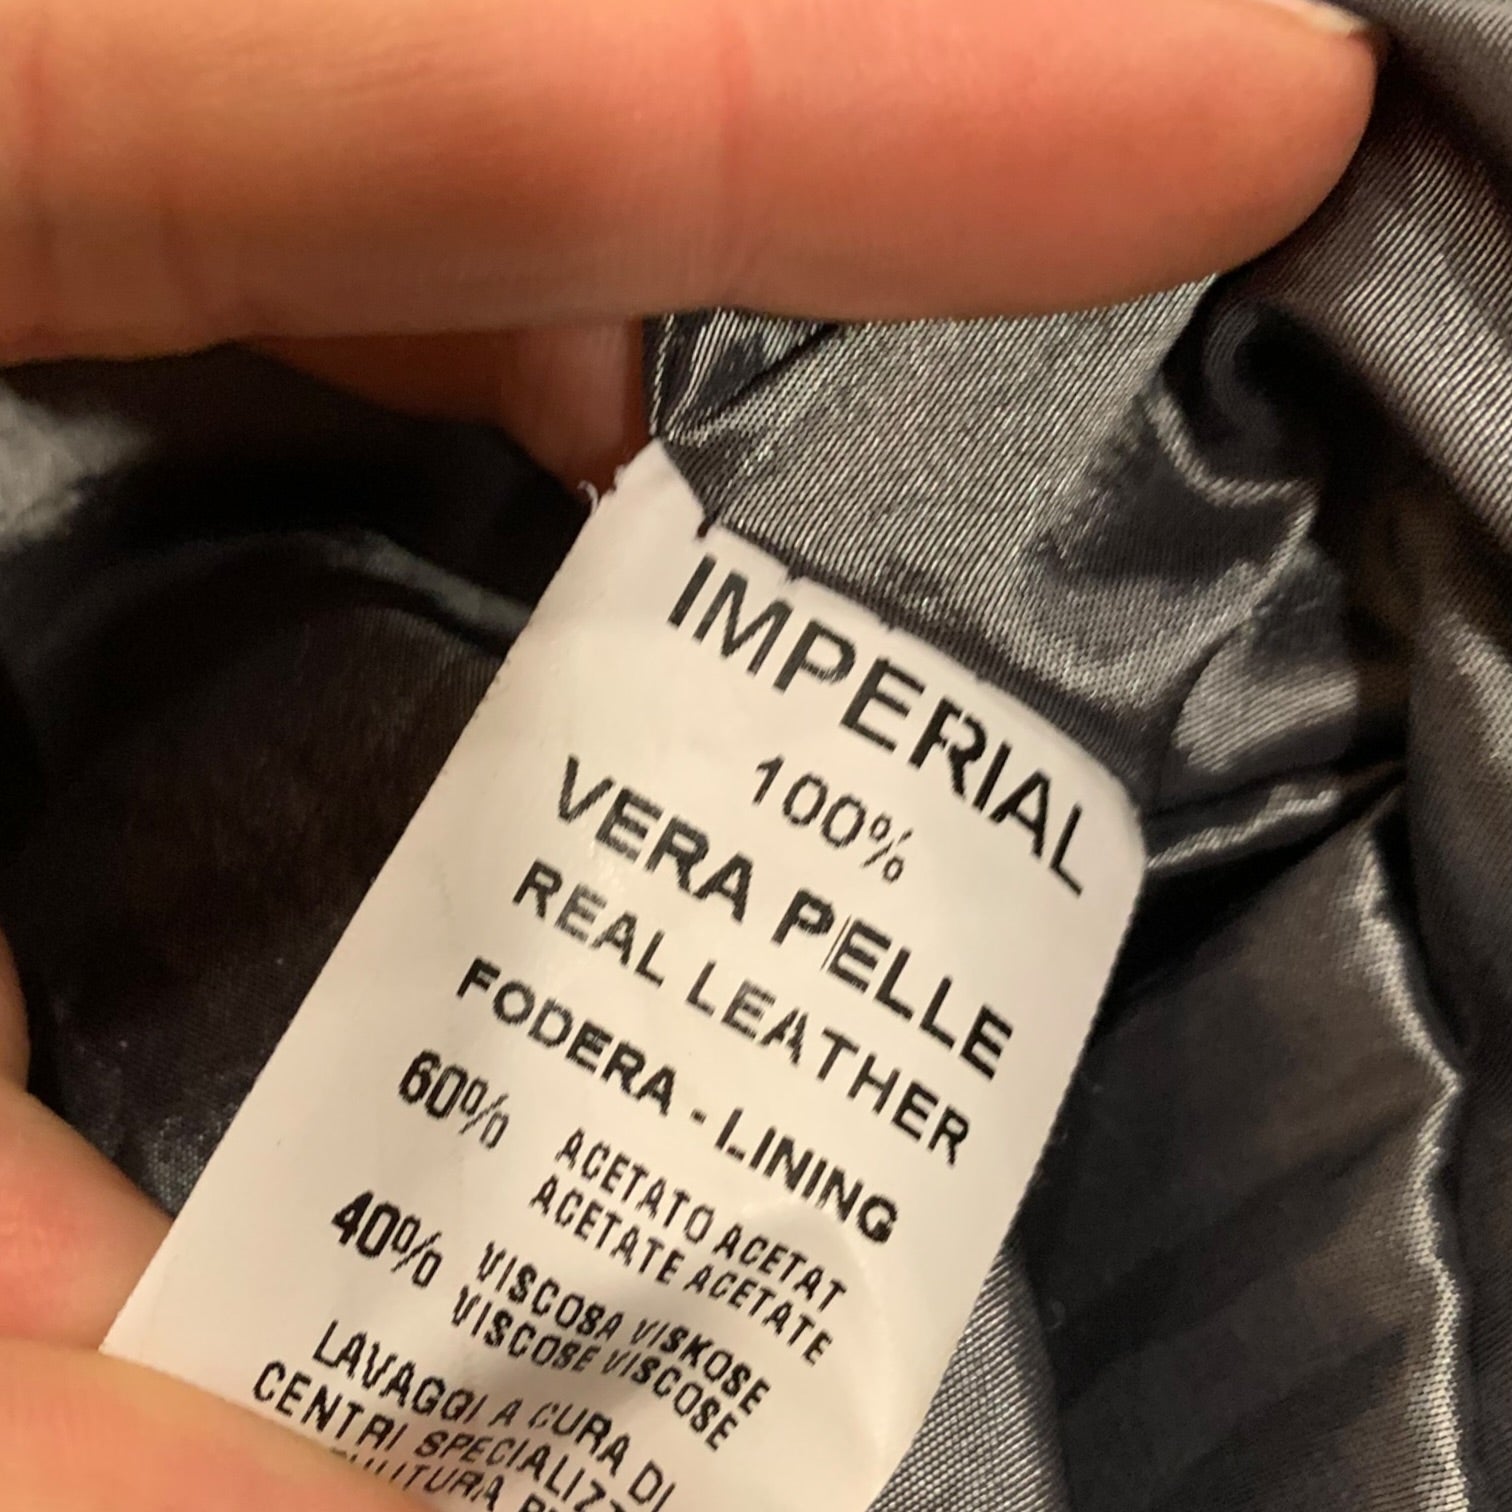 IMPERIAL
100%
VERA PELLE
REAL LEATHER
FODERA - LINING
60% ACETATO ACETAT
ACETATE ACETATE
40% VISCOSA VISKOSE
VISCOSE VISCOSE
LAVAGGI A CURA DI
CENTRI